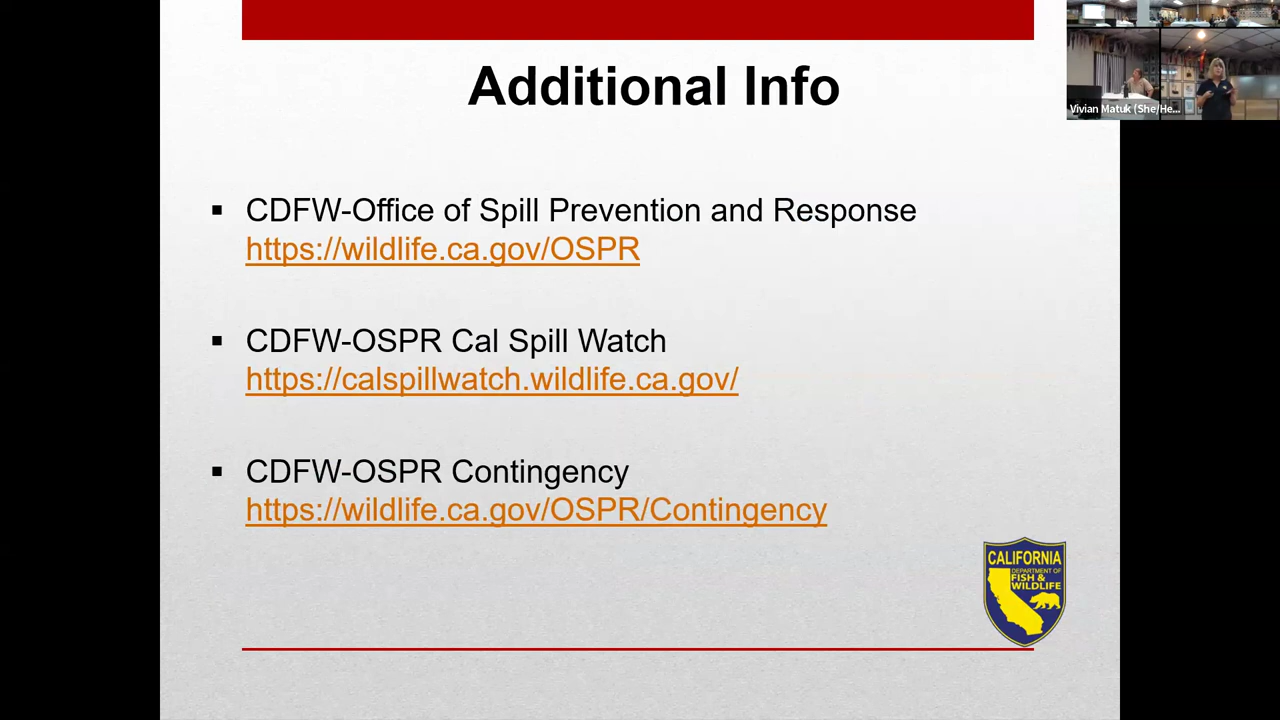 Additional Info
Vivian Matuk (She/He...
▪ CDFW-Office of Spill Prevention and Response
https://wildlife.ca.gov/OSPR
▪ CDFW-OSPR Cal Spill Watch
https://calspillwatch.wildlife.ca.gov/
▪ CDFW-OSPR Contingency
https://wildlife.ca.gov/OSPR/Contingency
CALIFORNIA
DEPARTMENT OF
FISH &
WILDLIFE